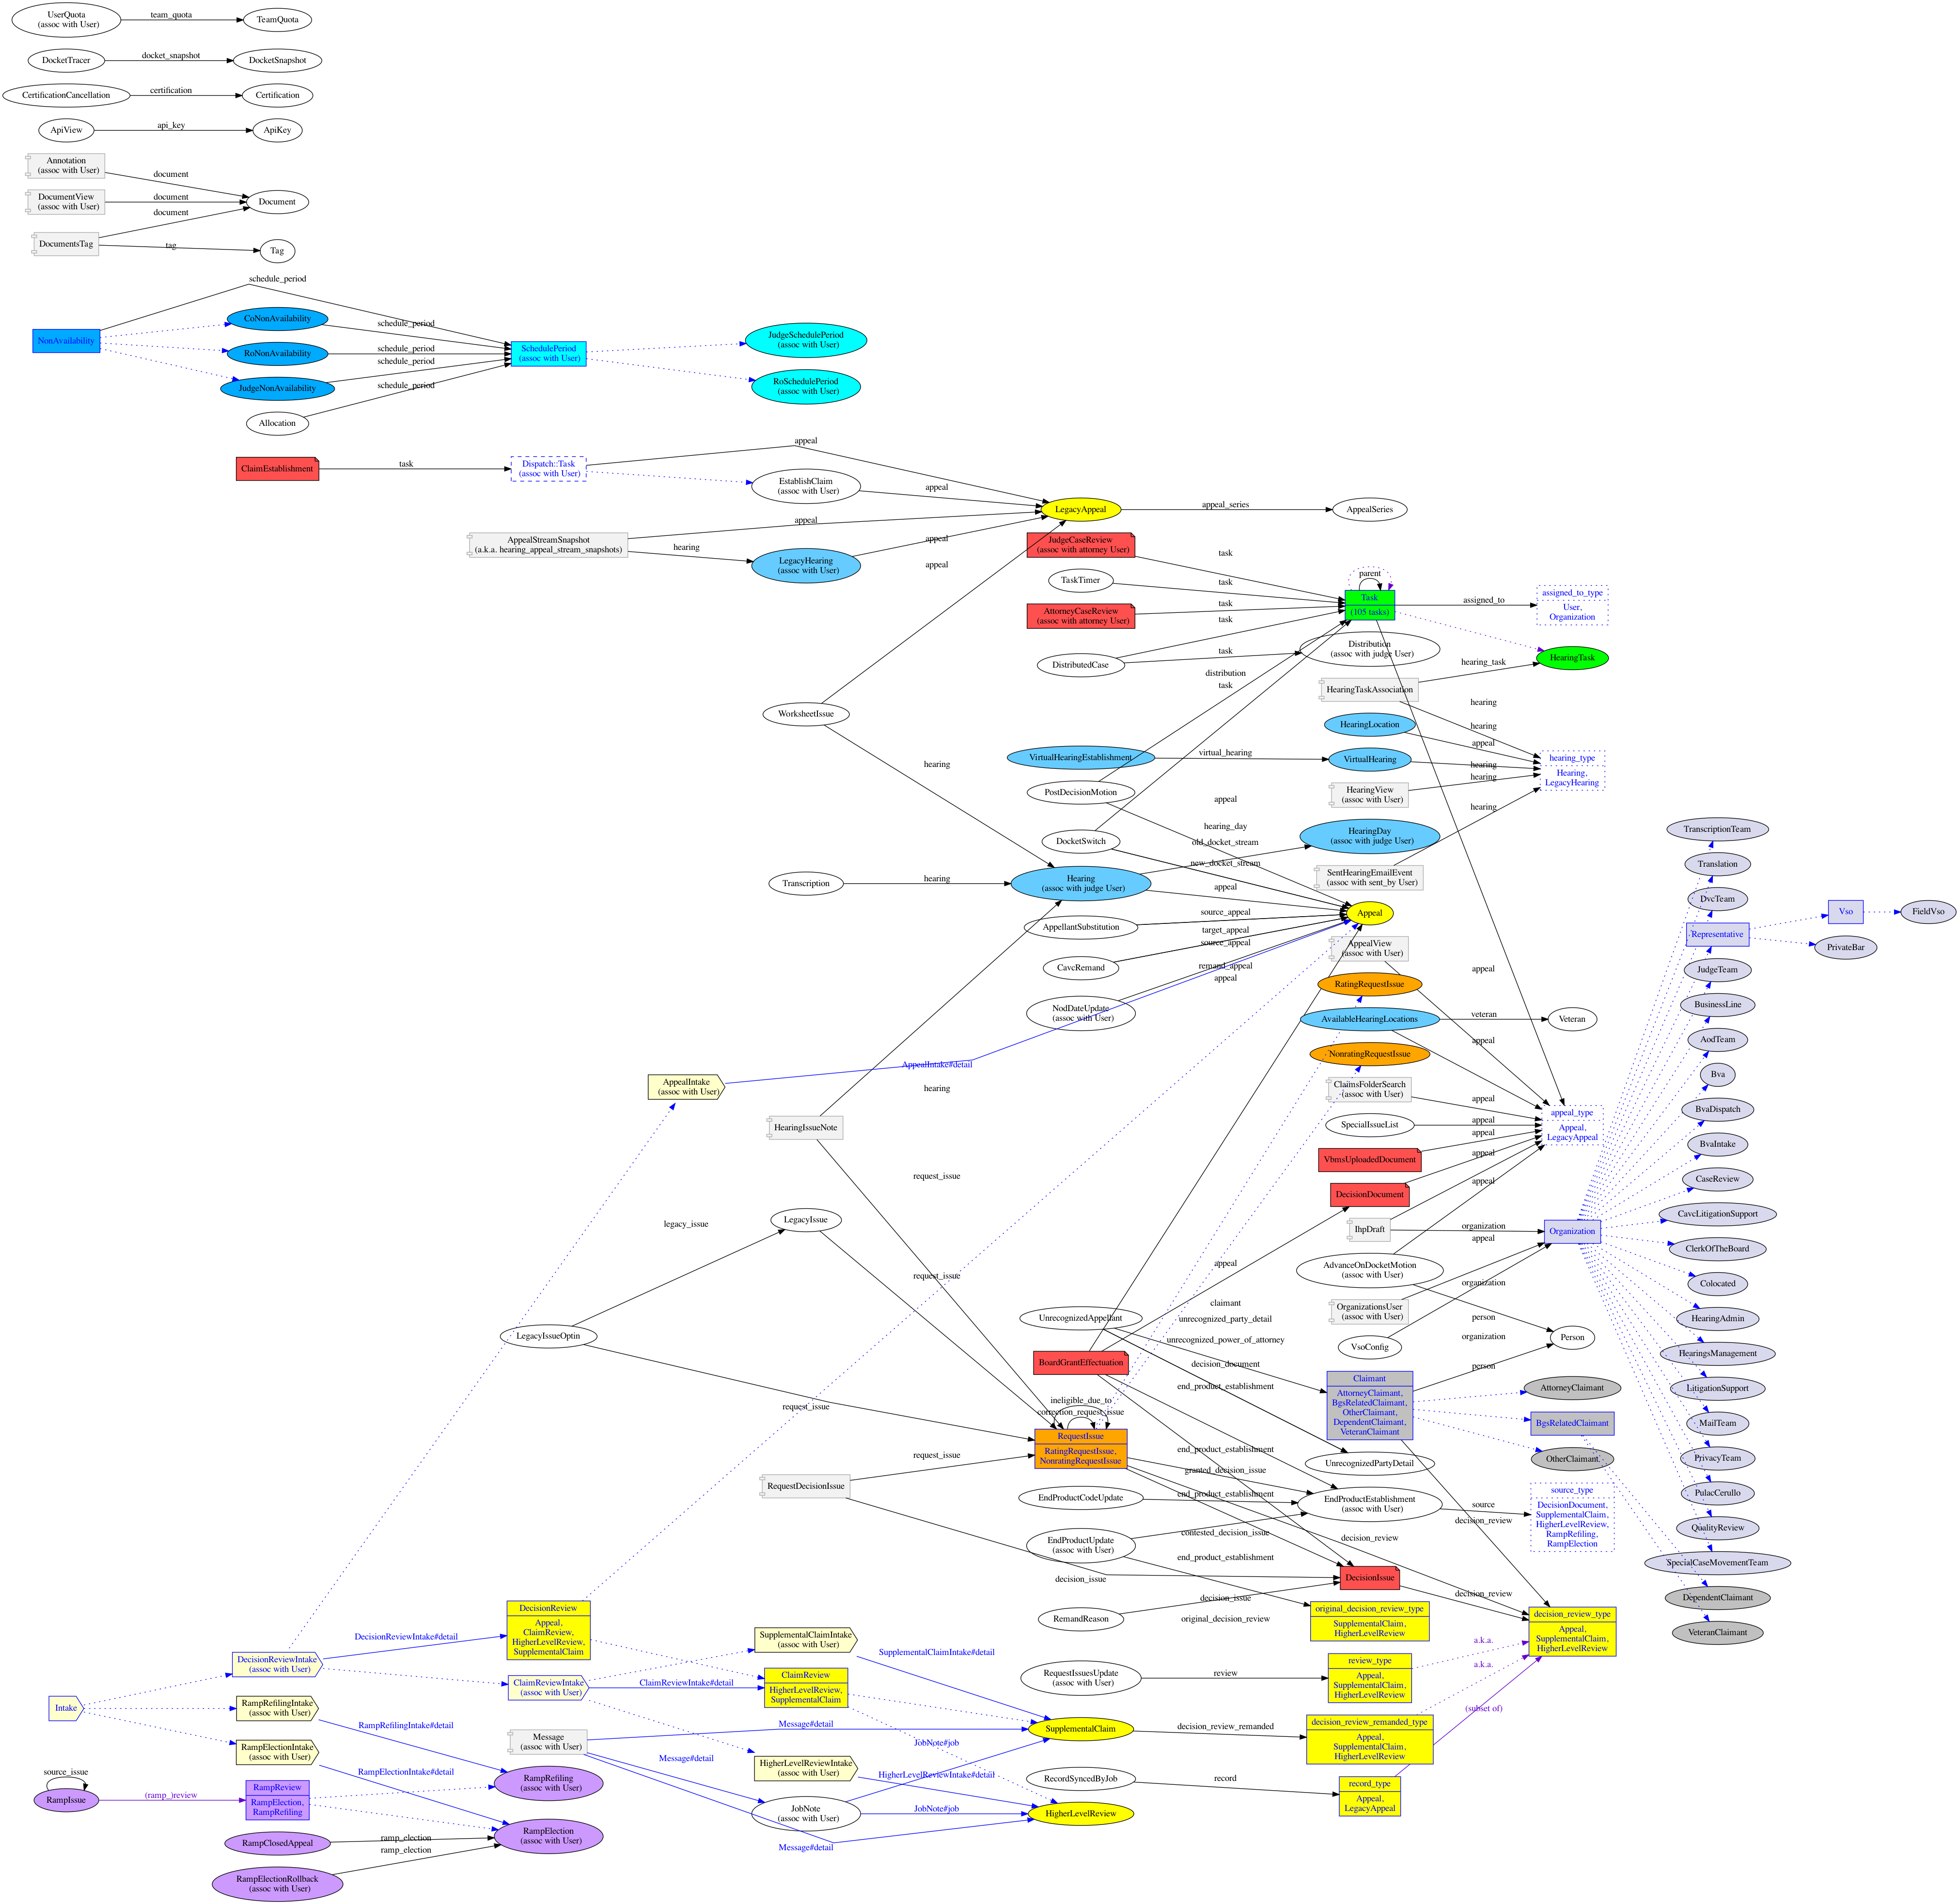 UserQuota
(assoc with User)
team_quota
TeamQuota
DocketTracer
docket_snapshot
DocketSnapshot
CertificationCancellation
certification
Certification
ApiView
api_key
ApiKey
Annotation
(assoc with User)
document
DocumentView
(assoc with User)
document
Document
document
DocumentsTag
tag
Tag
schedule_period
NonAvailability
CoNonAvailability
schedule_period
RoNonAvailability
schedule_period
schedule_period
JudgeNonAvailability
schedule_period
Allocation
SchedulePeriod
(assoc with User)
JudgeSchedulePeriod
(assoc with User)
RoSchedulePeriod
(assoc with User)
ClaimEstablishment
task
Dispatch::Task
(assoc with User)
appeal
EstablishClaim
(assoc with User)
appeal
LegacyAppeal
appeal_series
AppealSeries
AppealStreamSnapshot
(a.k.a. hearing_appeal_stream_snapshots)
appeal
hearing
LegacyHearing
(assoc with User)
appeal
appeal
JudgeCaseReview
(assoc with attorney User)
task
TaskTimer
task
AttorneyCaseReview
(assoc with attorney User)
task
task
DistributedCase
task
parent
Task
(105 tasks)
assigned_to
assigned_to_type
User,
Organization
Distribution
(assoc with judge User)
HearingTask
hearing_task
HearingTaskAssociation
distribution
task
WorksheetIssue
hearing
hearing
HearingLocation
hearing
appeal
VirtualHearingEstablishment
virtual_hearing
VirtualHearing
hearing
hearing
hearing_type
Hearing,
LegacyHearing
HearingView
(assoc with User)
hearing
PostDecisionMotion
appeal
hearing_day
DocketSwitch
old_docket_stream
new_docket_stream
HearingDay
(assoc with judge User)
SentHearingEmailEvent
(assoc with sent_by User)
Transcription
hearing
Hearing
(assoc with judge User)
appeal
AppellantSubstitution
source_appeal
target_appeal
source_appeal
Appeal
CavcRemand
remand_appeal
appeal
AppealView
(assoc with User)
appeal
NodDateUpdate
(assoc with User)
RatingRequestIssue
AvailableHearingLocations
veteran
Veteran
appeal
NonratingRequestIssue
AppealIntake
(assoc with User)
AppealIntake#detail
hearing
ClaimsFolderSearch
(assoc with User)
appeal
SpecialIssueList
appeal
appeal
VbmsUploadedDocument
appeal
appeal_type
Appeal,
LegacyAppeal
HearingIssueNote
request_issue
DecisionDocument
appeal
IhpDraft
organization
appeal
Organization
legacy_issue
LegacyIssue
request_issue
appeal
AdvanceOnDocketMotion
(assoc with User)
organization
OrganizationsUser
(assoc with User)
person
organization
VsoConfig
Person
person
LegacyIssueOptin
request_issue
claimant
UnrecognizedAppellant
unrecognized_party_detail
unrecognized_power_of_attorney
BoardGrantEffectuation
decision_document
end_product_establishment
Claimant
AttorneyClaimant,
BgsRelatedClaimant,
OtherClaimant,
DependentClaimant,
VeteranClaimant
AttorneyClaimant
BgsRelatedClaimant
OtherClaimant
ineligible_due_to
correction_request_issue
RequestIssue
RatingRequestIssue,
NonratingRequestIssue
request_issue
end_product_establishment
UnrecognizedPartyDetail
granted_decision_issue
RequestDecisionIssue
EndProductCodeUpdate
end_product_establishment
EndProductEstablishment
(assoc with User)
source
decision_review
source_type
DecisionDocument,
SupplementalClaim,
HigherLevelReview,
RampRefiling,
RampElection
EndProductUpdate
(assoc with User)
contested_decision_issue
decision_review
end_product_establishment
decision_issue
DecisionIssue
decision_review
decision_issue
RemandReason
original_decision_review
original_decision_review_type
SupplementalClaim,
HigherLevelReview
decision_review_type
Appeal,
SupplementalClaim,
HigherLevelReview
TranscriptionTeam
Translation
DvcTeam
Representative
Vso
FieldVso
PrivateBar
JudgeTeam
BusinessLine
AodTeam
Bva
BvaDispatch
BvaIntake
CaseReview
CavcLitigationSupport
ClerkOfTheBoard
Colocated
HearingAdmin
HearingsManagement
LitigationSupport
MailTeam
PrivacyTeam
PulacCerullo
QualityReview
SpecialCaseMovementTeam
DependentClaimant
VeteranClaimant
DecisionReview
Appeal,
ClaimReview,
HigherLevelReview,
SupplementalClaim
DecisionReviewIntake#detail
DecisionReviewIntake
(assoc with User)
SupplementalClaimIntake
(assoc with User)
SupplementalClaimIntake#detail
ClaimReviewIntake
(assoc with User)
ClaimReviewIntake#detail
ClaimReview
HigherLevelReview,
SupplementalClaim
RequestIssuesUpdate
(assoc with User)
review
review_type
Appeal,
SupplementalClaim,
HigherLevelReview
a.k.a.
a.k.a.
(subset of)
Intake
RampRefilingIntake
(assoc with User)
RampRefilingIntake#detail
Message
(assoc with User)
Message#detail
SupplementalClaim
decision_review_remanded
decision_review_remanded_type
Appeal,
SupplementalClaim,
HigherLevelReview
RampElectionIntake
(assoc with User)
RampElectionIntake#detail
Message#detail
JobNote#job
HigherLevelReviewIntake
(assoc with User)
HigherLevelReviewIntake#detail
RecordSyncedByJob
record
record_type
Appeal,
LegacyAppeal
source_issue
RampIssue
(ramp_)review
RampReview
RampElection,
RampRefiling
RampRefiling
(assoc with User)
JobNote
(assoc with User)
JobNote#job
HigherLevelReview
Message#detail
RampClosedAppeal
ramp_election
RampElection
(assoc with User)
ramp_election
RampElectionRollback
(assoc with User)